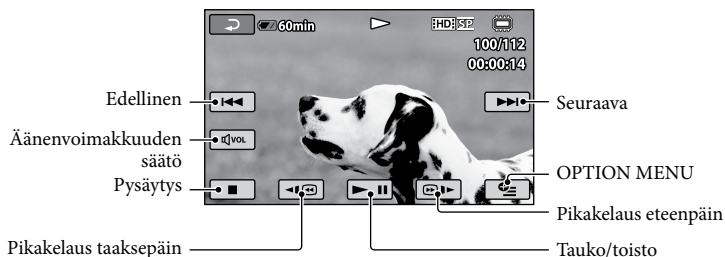 60min
HD SP
100/112
00:00:14
Edellinen
Seuraava
Äänenvoimakkuuden
säätö
VOL
OPTION MENU
Pysäytys
Pikakelaus eteenpäin
Pikakelaus taaksepäin
Tauko/toisto